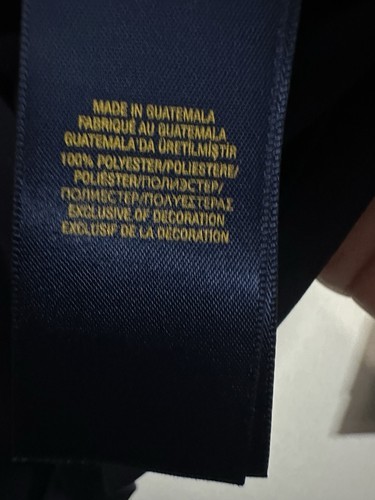 MADE IN GUATEMALA
FABRIQUÉ AU GUATEMALA
GUATEMALA'DA ÜRETİLMİŞTİR
100% POLYESTER/POLIESTERE/
POLIÉSTER/ПОЛИЭСТЕР/
ПОЛИЕСТЕР/ΠΟΛΥΕΣΤΕΡΑΣ
EXCLUSIVE OF DECORATION
EXCLUSIF DE LA DÉCORATION